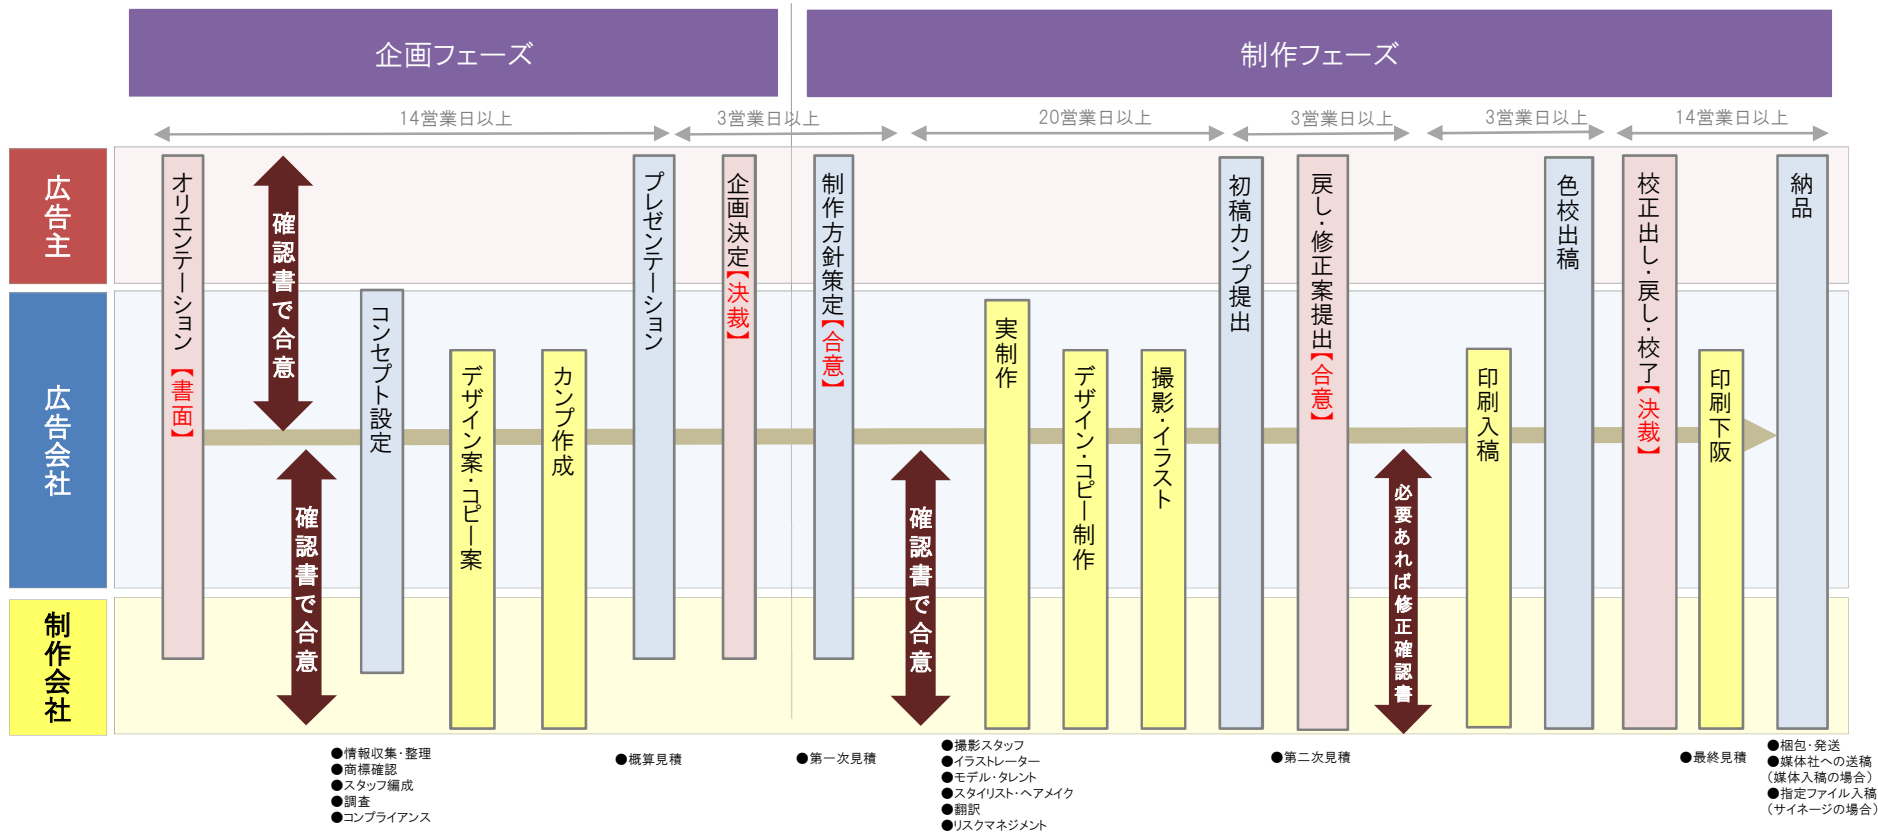 企画フェーズ
制作フェーズ
14営業日以上
3営業日以上
20営業日以上
3営業日以上
3営業日以上
14営業日以上
広告主
広告会社
制作会社
オリエンテーション【書面】
確認書で合意
確認書で合意
コンセプト設定
デザイン案・コピー案
カンプ作成
プレゼンテーション
企画決定【決裁】
制作方針策定【合意】
確認書で合意
実制作
デザイン・コピー制作
撮影・イラスト
初稿カンプ提出
戻し・修正案提出【合意】
必要あれば修正確認書
印刷入稿
色校出稿
校正出し・戻し・校了【決裁】
印刷下阪
納品
●情報収集・整理
●商標確認
●スタッフ編成
●調査
●コンプライアンス
●概算見積
●第一次見積
●撮影スタッフ
●イラストレーター
●モデル・タレント
●スタイリスト・ヘアメイク
●翻訳
●リスクマネジメント
●第二次見積
●最終見積
●梱包・発送
●媒体社への送稿
（媒体入稿の場合）
●指定ファイル入稿
（サイネージの場合）